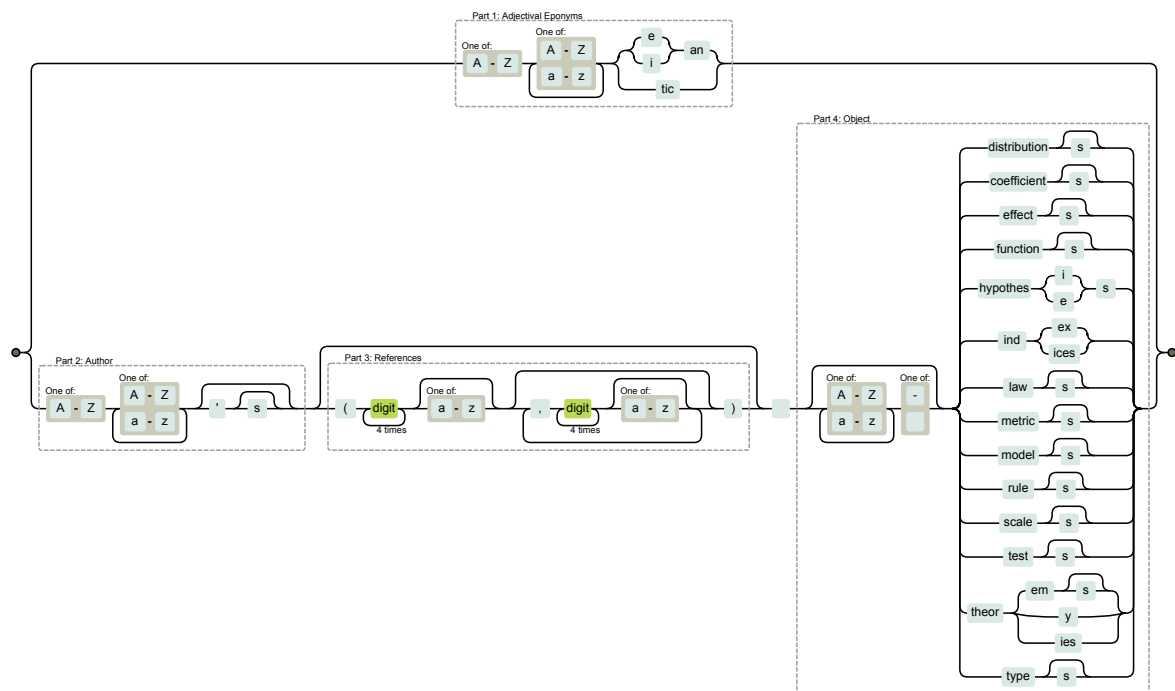 Part 1: Adjectival Eponyms
One of:
A - Z
One of:
A - Z
a - z
e
i
an
tic
Part 2: Author
One of:
A - Z
One of:
A - Z
a - z
'
s
Part 3: References
(
digit
4 times
One of:
a - z
,
digit
4 times
One of:
a - z
)
Part 4: Object
One of:
A - Z
a - z
One of:
-
distribution s
coefficient s
effect s
function s
hypothes i e s
ind ex ices
law s
metric s
model s
rule s
scale s
test s
theor em s y ies
type s